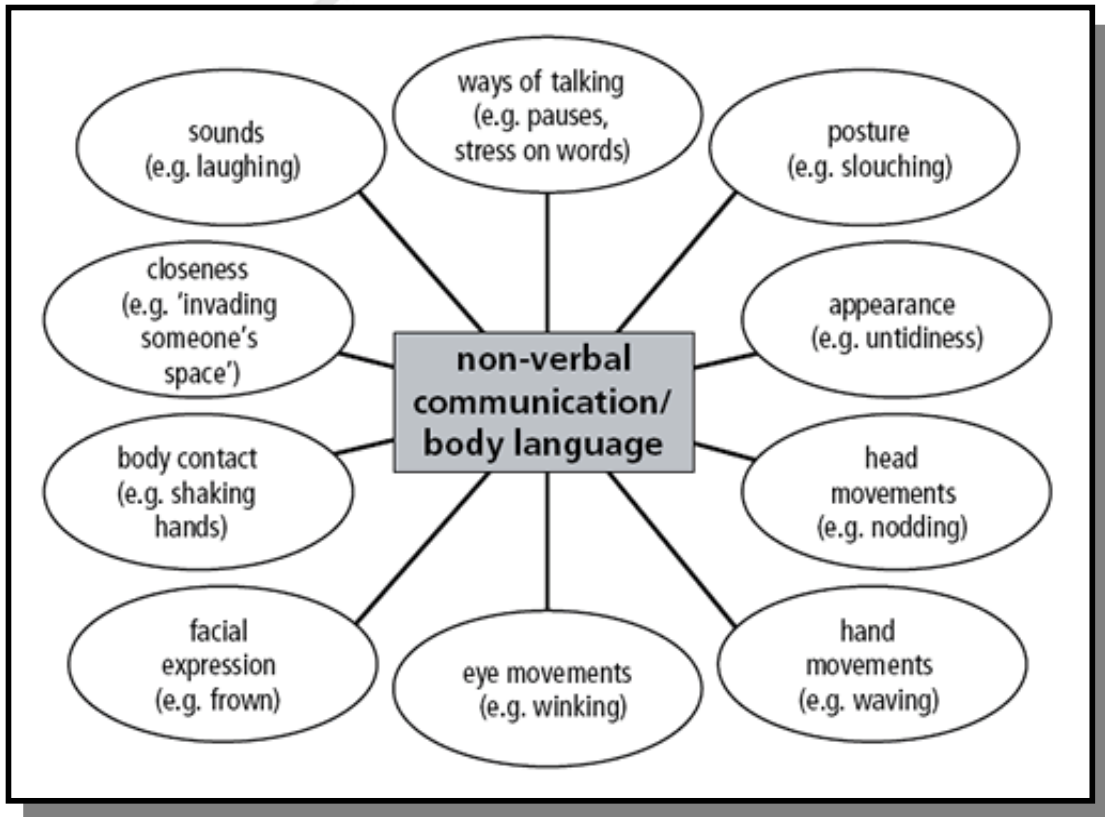 ways of talking
(e.g. pauses,
stress on words)
sounds
(e.g. laughing)
posture
(e.g. slouching)
closeness
(e.g. ‘invading
someone’s
space’)
appearance
(e.g. untidiness)
non-verbal
communication/
body language
body contact
(e.g. shaking
hands)
head
movements
(e.g. nodding)
facial
expression
(e.g. frown)
eye movements
(e.g. winking)
hand
movements
(e.g. waving)